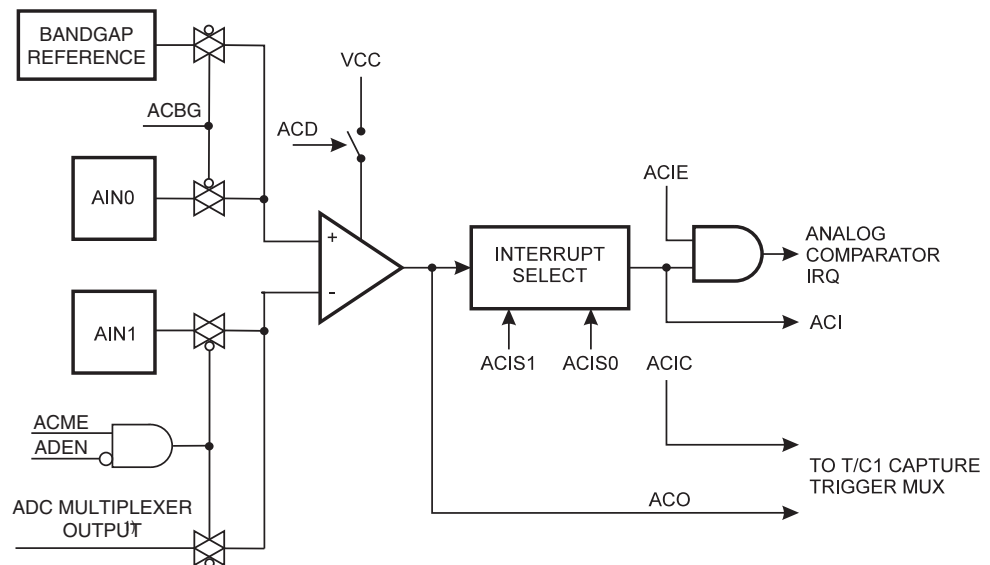 BANDGAP
REFERENCE
VCC
ACBG
ACD
AIN0
ACIE
+
-
INTERRUPT
SELECT
ANALOG
COMPARATOR
IRQ
AIN1
ACI
ACIS1
ACIS0
ACIC
ACME
ADEN
TO T/C1 CAPTURE
TRIGGER MUX
ADC MULTIPLEXER
OUTPUT
1)
ACO